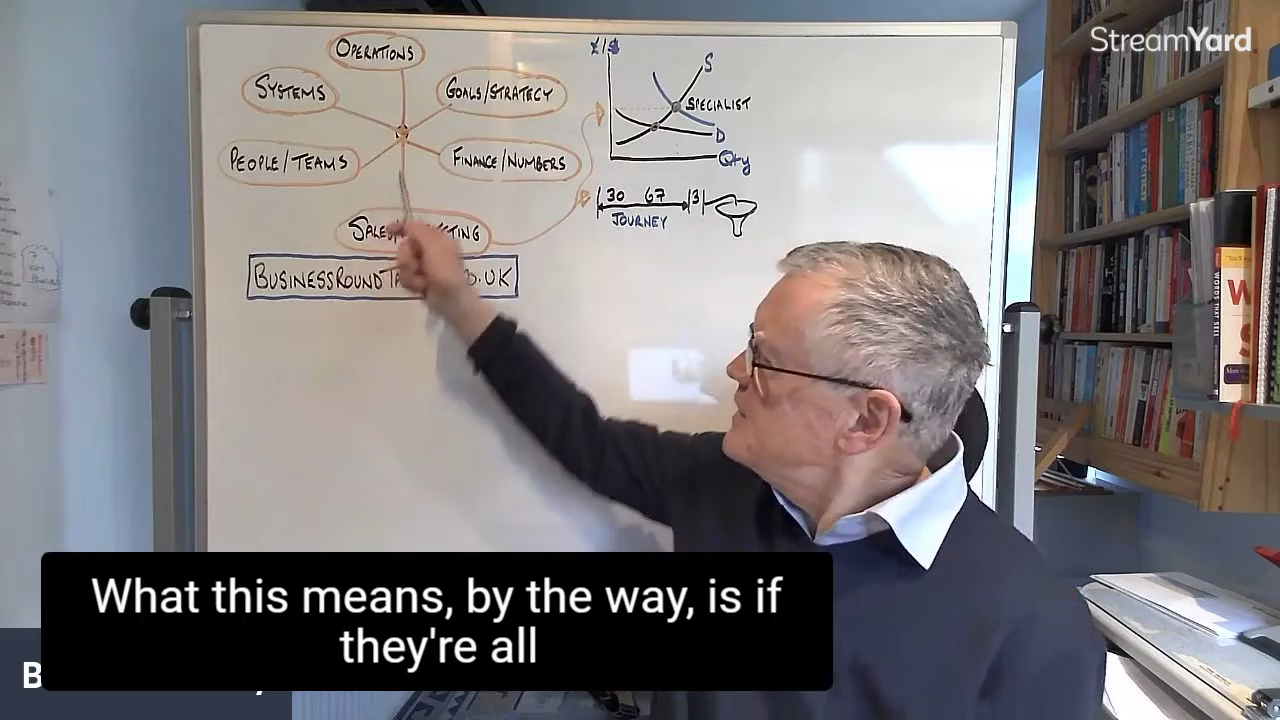 StreamYard
OPERATIONS
SYSTEMS
GOALS/STRATEGY
PEOPLE/TEAMS
FINANCE/NUMBERS
£/$
S
SPECIALIST
D
Qty
30 67 3
JOURNEY
What this means, by the way, is if
they're all